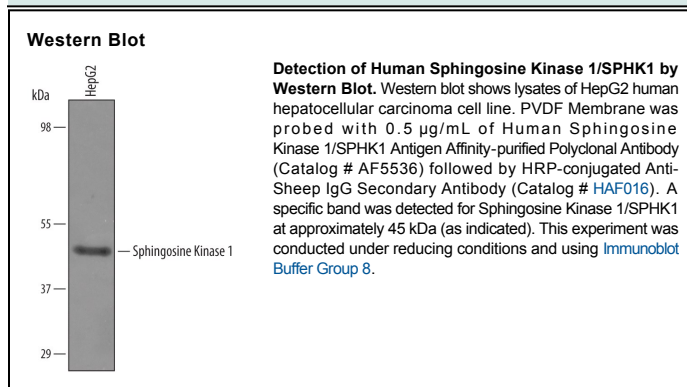 Western Blot
HepG2
kDa
98
55
Sphingosine Kinase 1
37
29
Detection of Human Sphingosine Kinase 1/SPHK1 by
Western Blot. Western blot shows lysates of HepG2 human
hepatocellular carcinoma cell line. PVDF Membrane was
probed with 0.5 µg/mL of Human Sphingosine
Kinase 1/SPHK1 Antigen Affinity-purified Polyclonal Antibody
(Catalog # AF5536) followed by HRP-conjugated Anti-
Sheep IgG Secondary Antibody (Catalog # HAF016). A
specific band was detected for Sphingosine Kinase 1/SPHK1
at approximately 45 kDa (as indicated). This experiment was
conducted under reducing conditions and using Immunoblot
Buffer Group 8.